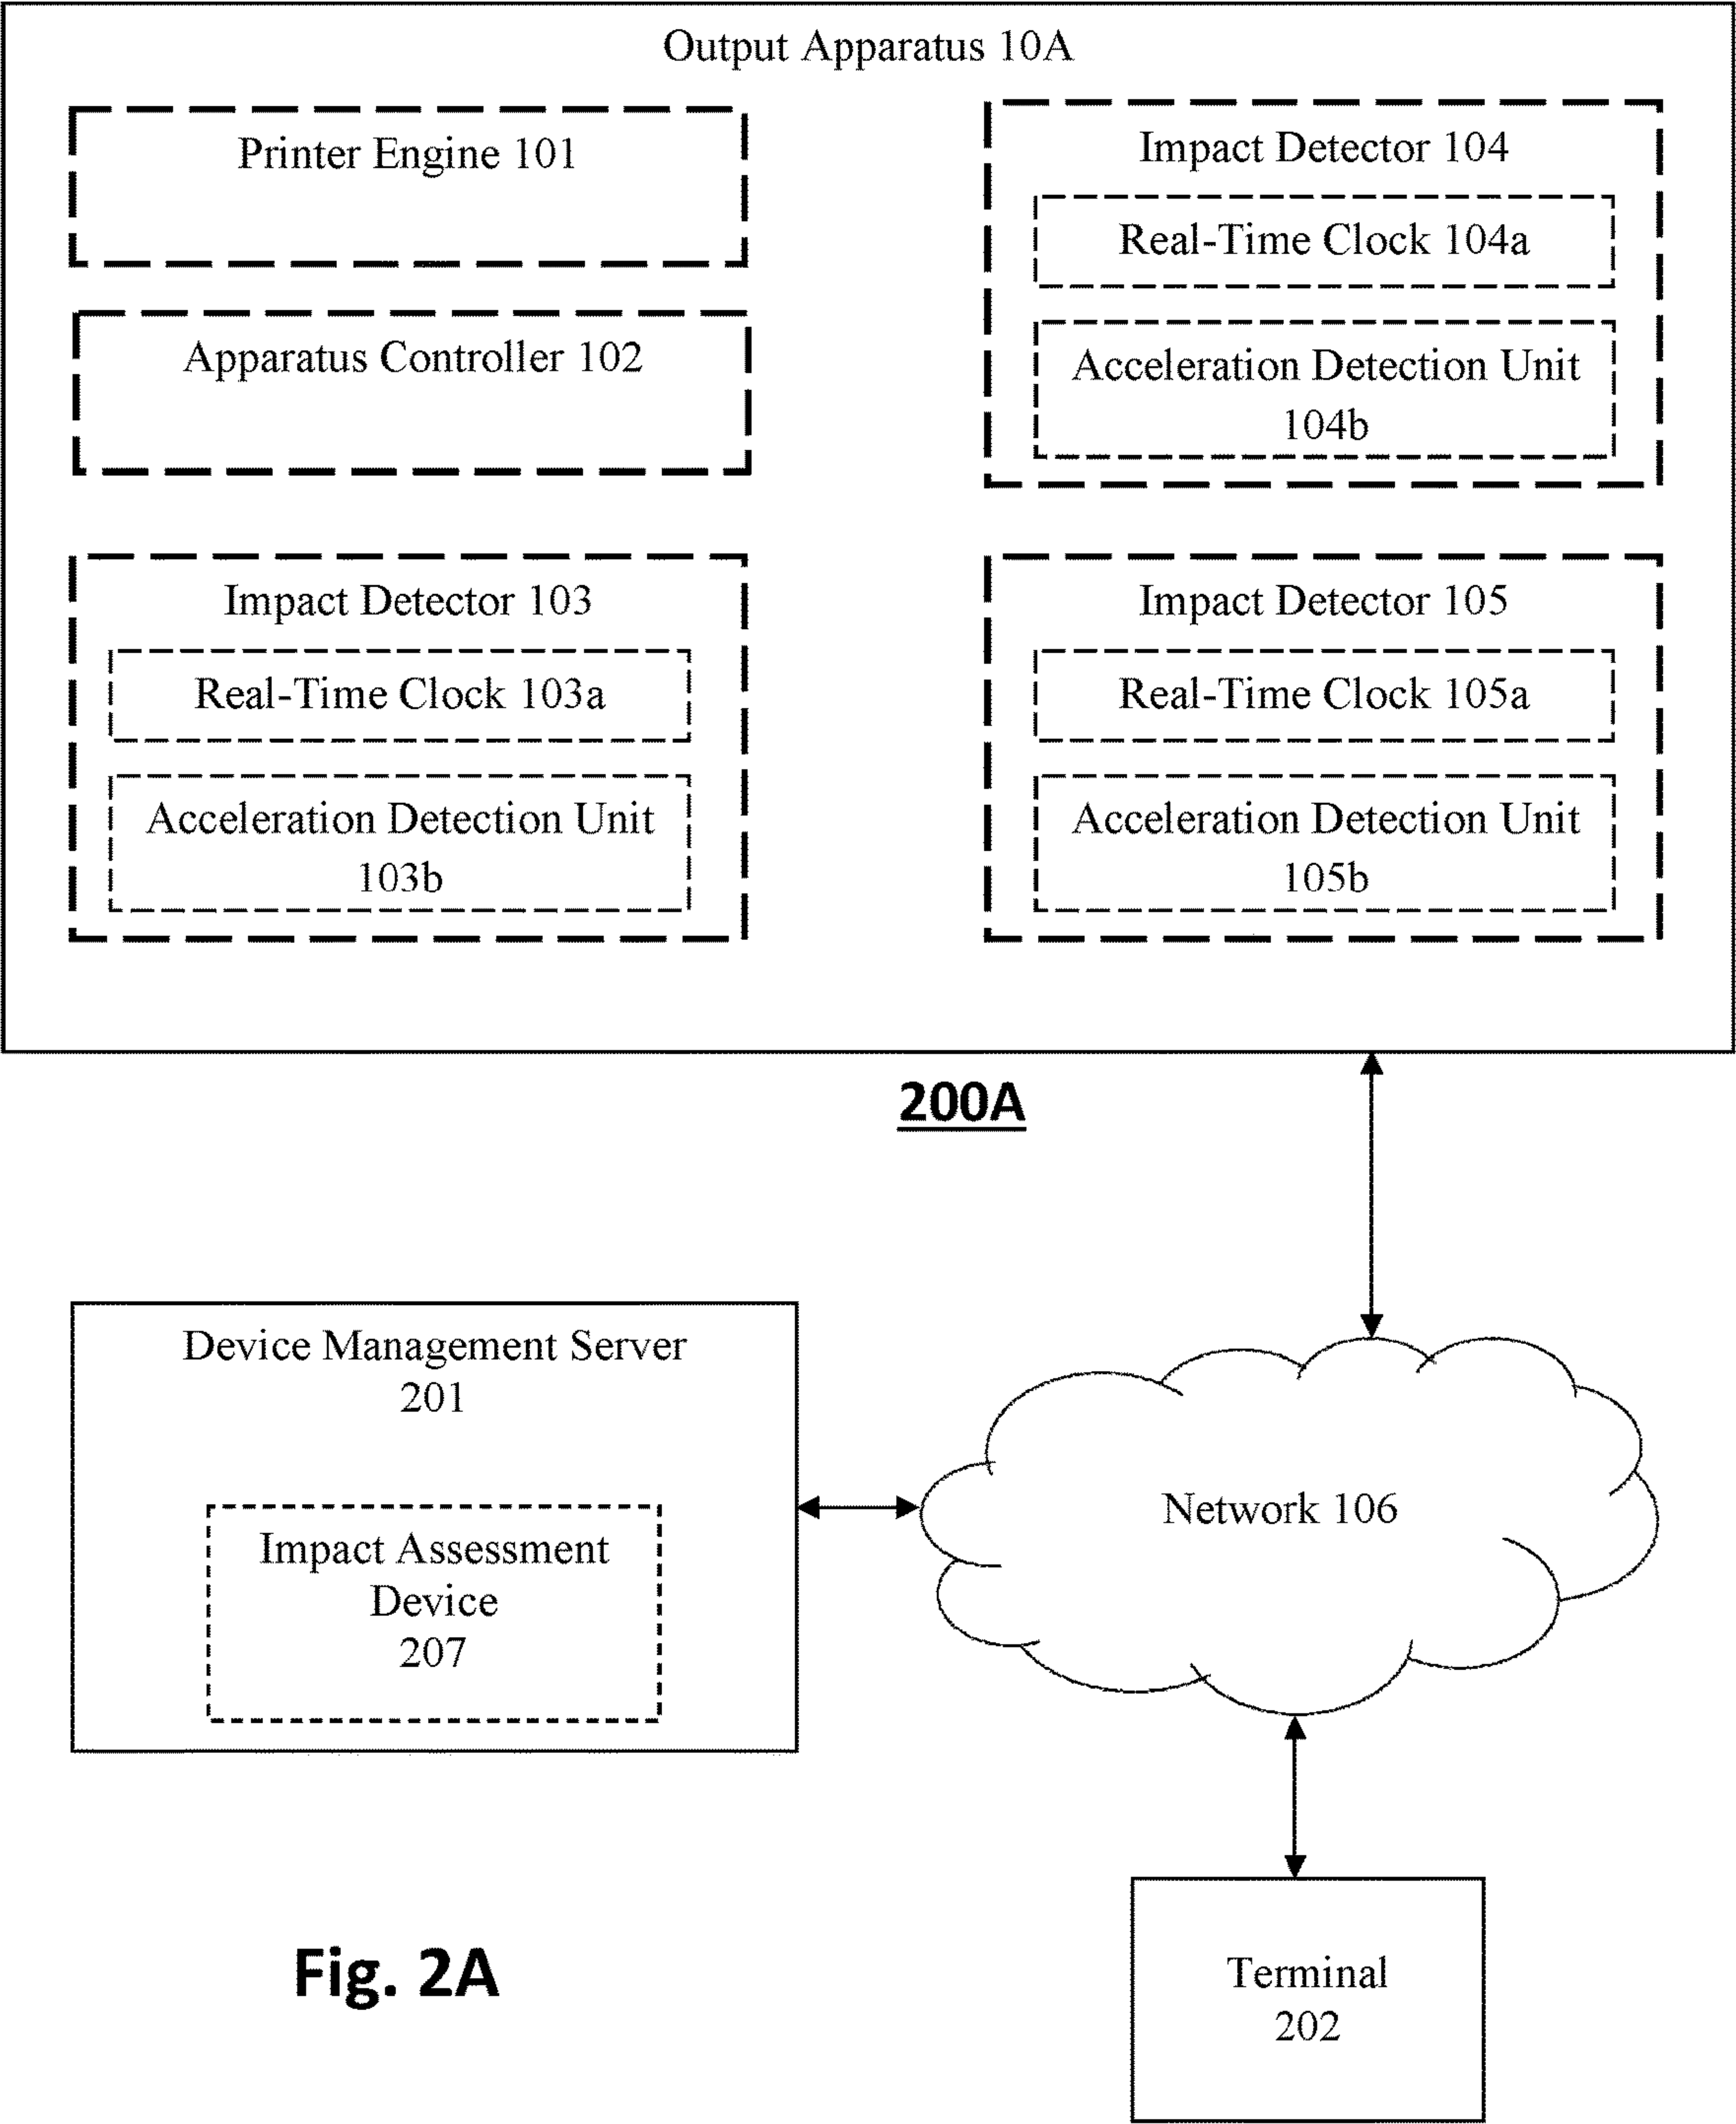 Output Apparatus 10A
Printer Engine 101
Apparatus Controller 102
Impact Detector 103
Real-Time Clock 103a
Acceleration Detection Unit
103b
Impact Detector 104
Real-Time Clock 104a
Acceleration Detection Unit
104b
Impact Detector 105
Real-Time Clock 105a
Acceleration Detection Unit
105b
200A
Device Management Server
201
Impact Assessment
Device
207
Network 106
Terminal
202
Fig. 2A